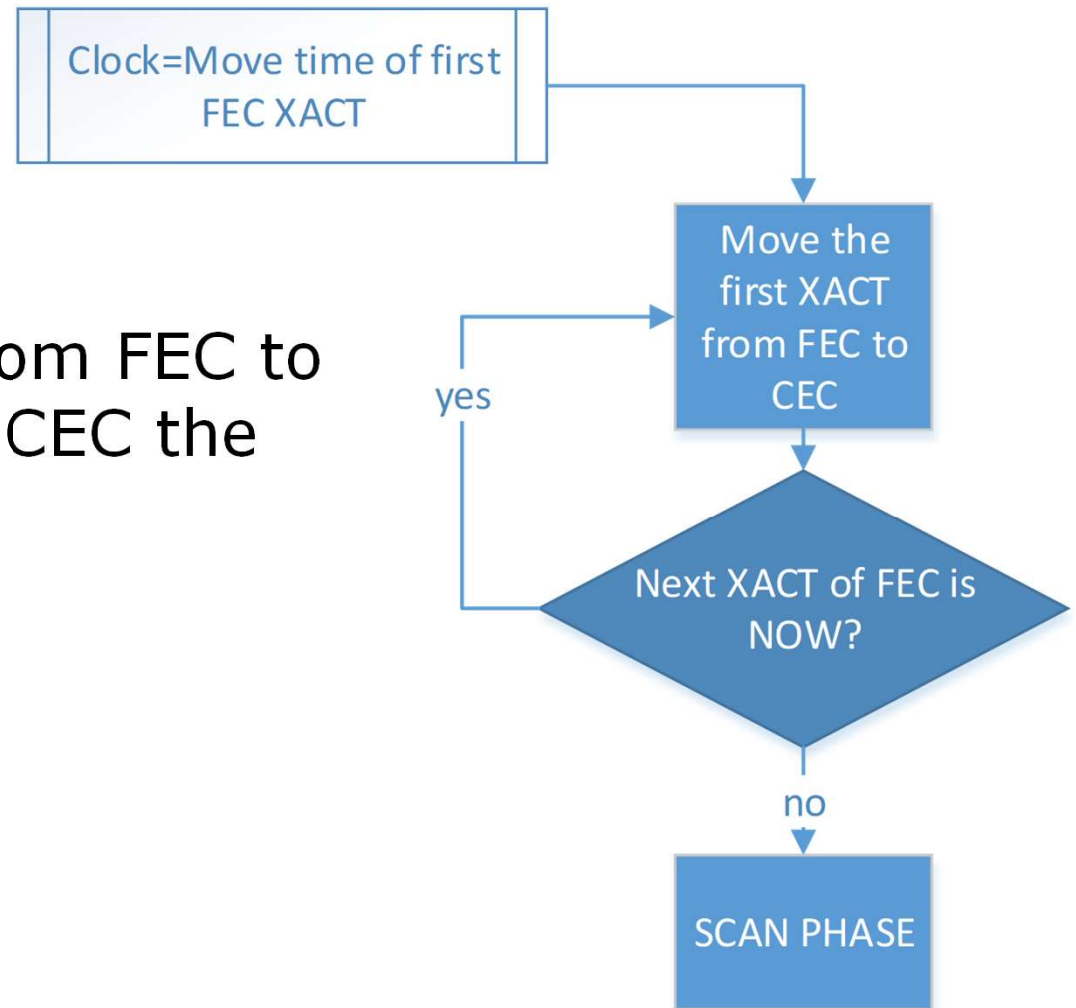 Clock=Move time of first
FEC XACT
Move the
first XACT
from FEC to
CEC
om FEC to
CEC the
yes
Next XACT of FEC is
NOW?
no
SCAN PHASE